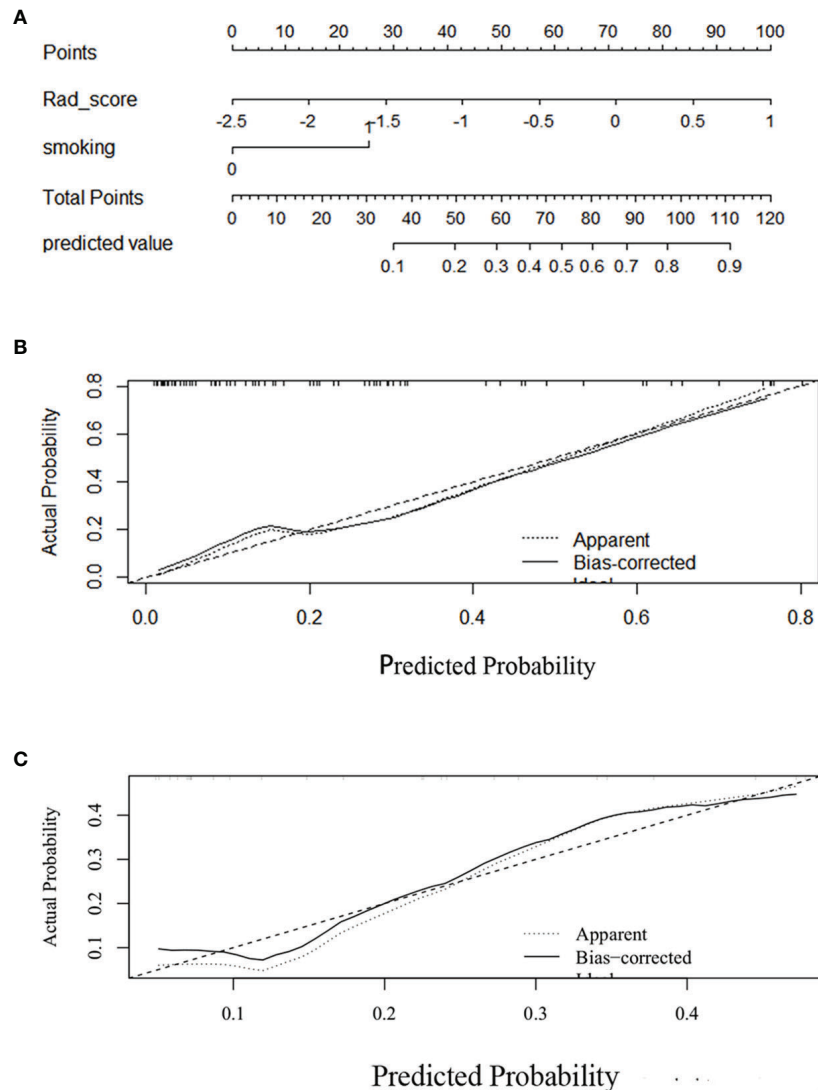 A
Points 0 10 20 30 40 50 60 70 80 90 100
Rad_score
-2.5 -2 -1.5 -1 -0.5 0 0.5 1
1
smoking
0
Total Points
0 10 20 30 40 50 60 70 80 90 100 110 120
predicted value
0.1 0.2 0.3 0.4 0.5 0.6 0.7 0.8 0.9
B
Actual Probability
0.8
0.6
0.4
0.2
0.0
Apparent
Bias-corrected
0.0 0.2 0.4 0.6 0.8
Predicted Probability
C
Actual Probability
0.4
0.3
0.2
0.1
Apparent
Bias-corrected
0.1 0.2 0.3 0.4
Predicted Probability